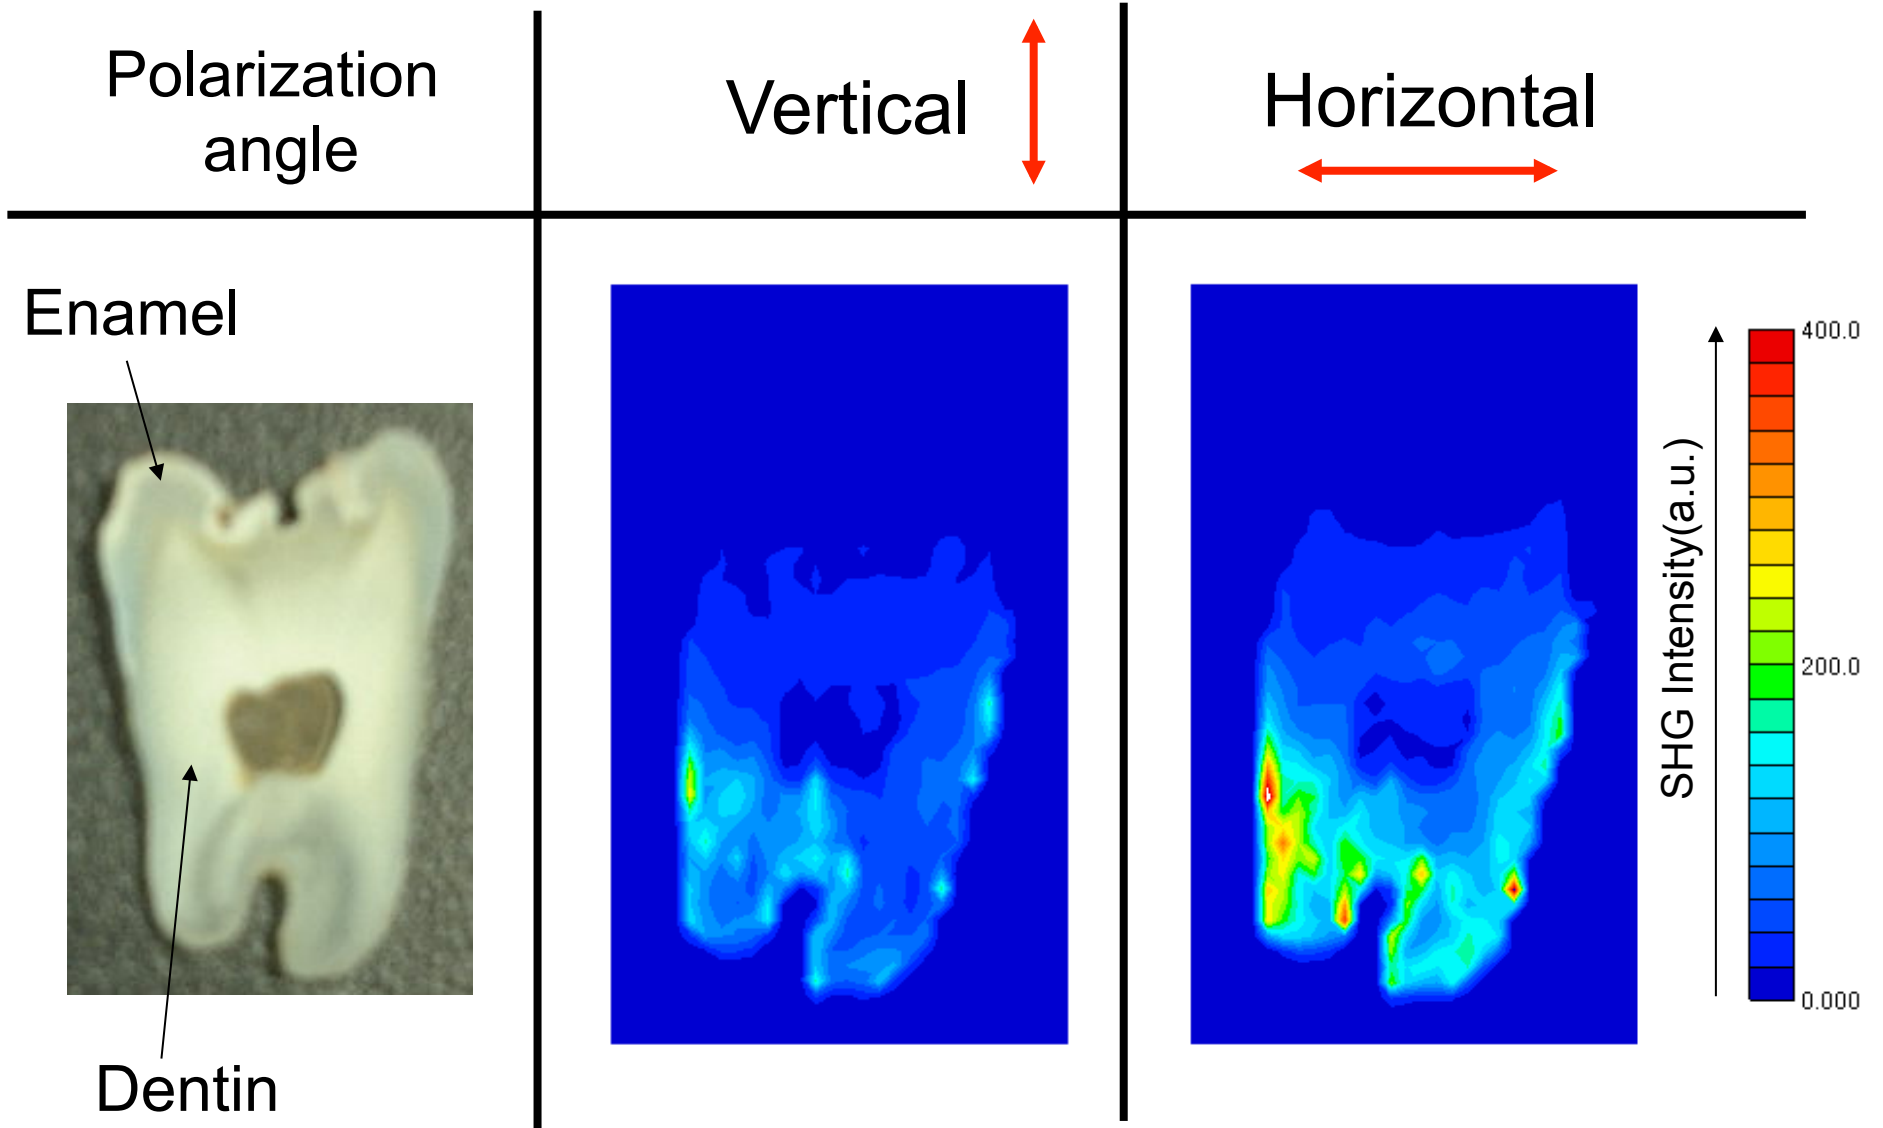 Polarization
angle
Vertical
Horizontal
Enamel
Dentin
SHG Intensity(a.u.)
400.0
200.0
0.000